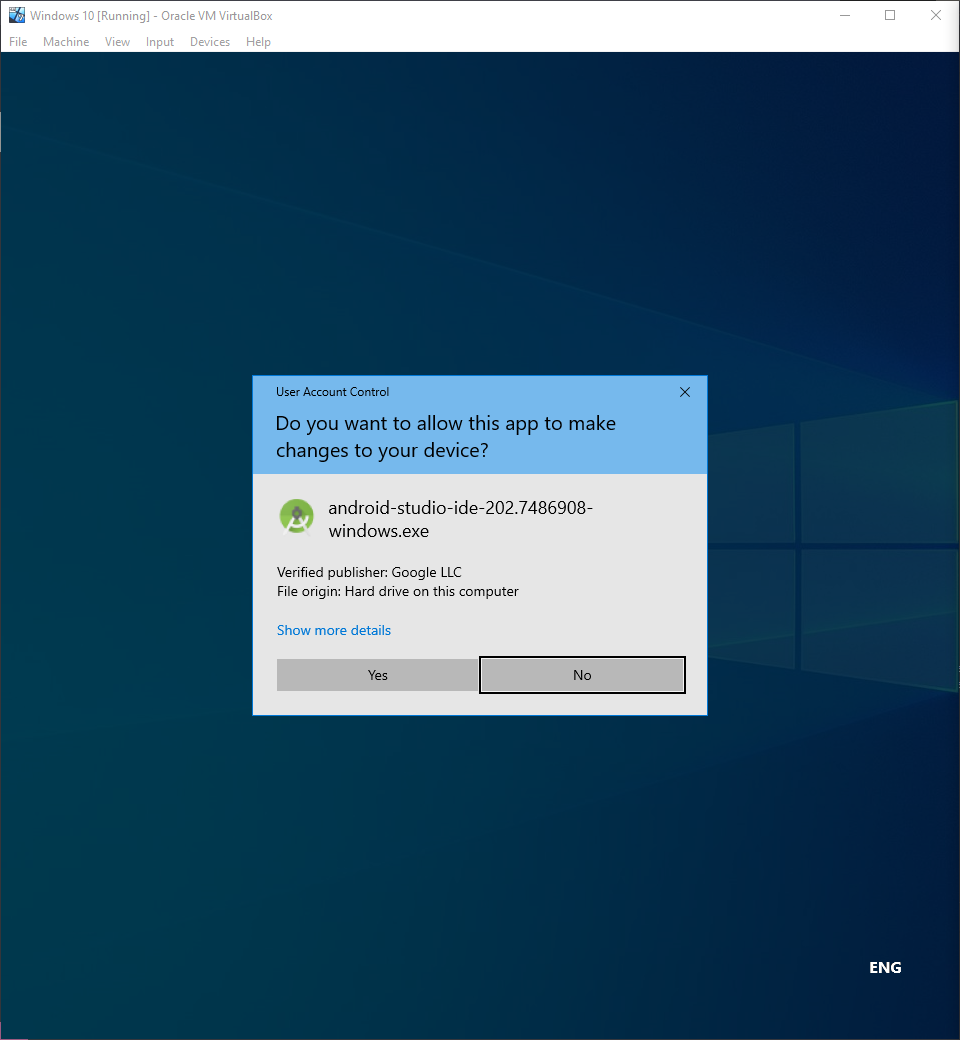 Windows 10 [Running] - Oracle VM VirtualBox
File Machine View Input Devices Help
User Account Control
Do you want to allow this app to make
changes to your device?
android-studio-ide-202.7486908-
windows.exe
Verified publisher: Google LLC
File origin: Hard drive on this computer
Show more details
Yes No
ENG